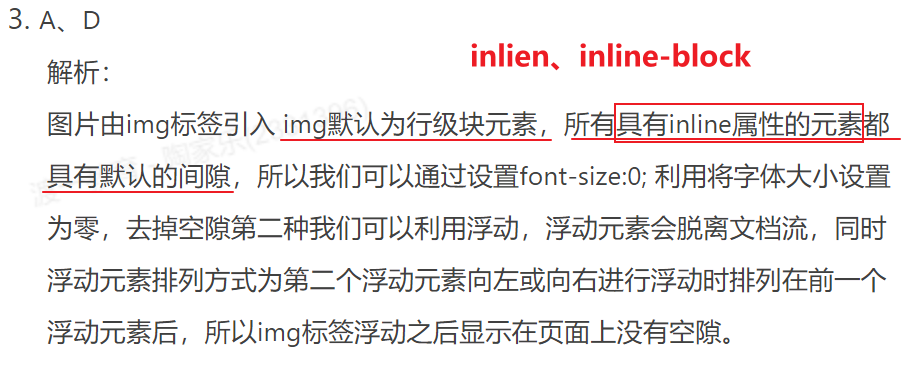 3. A、D
inlien、inline-block
解析：
图片由img标签引入 img默认为行级块元素，所有具有inline属性的元素都
具有默认的间隙，所以我们可以通过设置font-size:0; 利用将字体大小设置
为零，去掉空隙第二种我们可以利用浮动，浮动元素会脱离文档流，同时
浮动元素排列方式为第二个浮动元素向左或向右进行浮动时排列在前一个
浮动元素后，所以img标签浮动之后显示在页面上没有空隙。